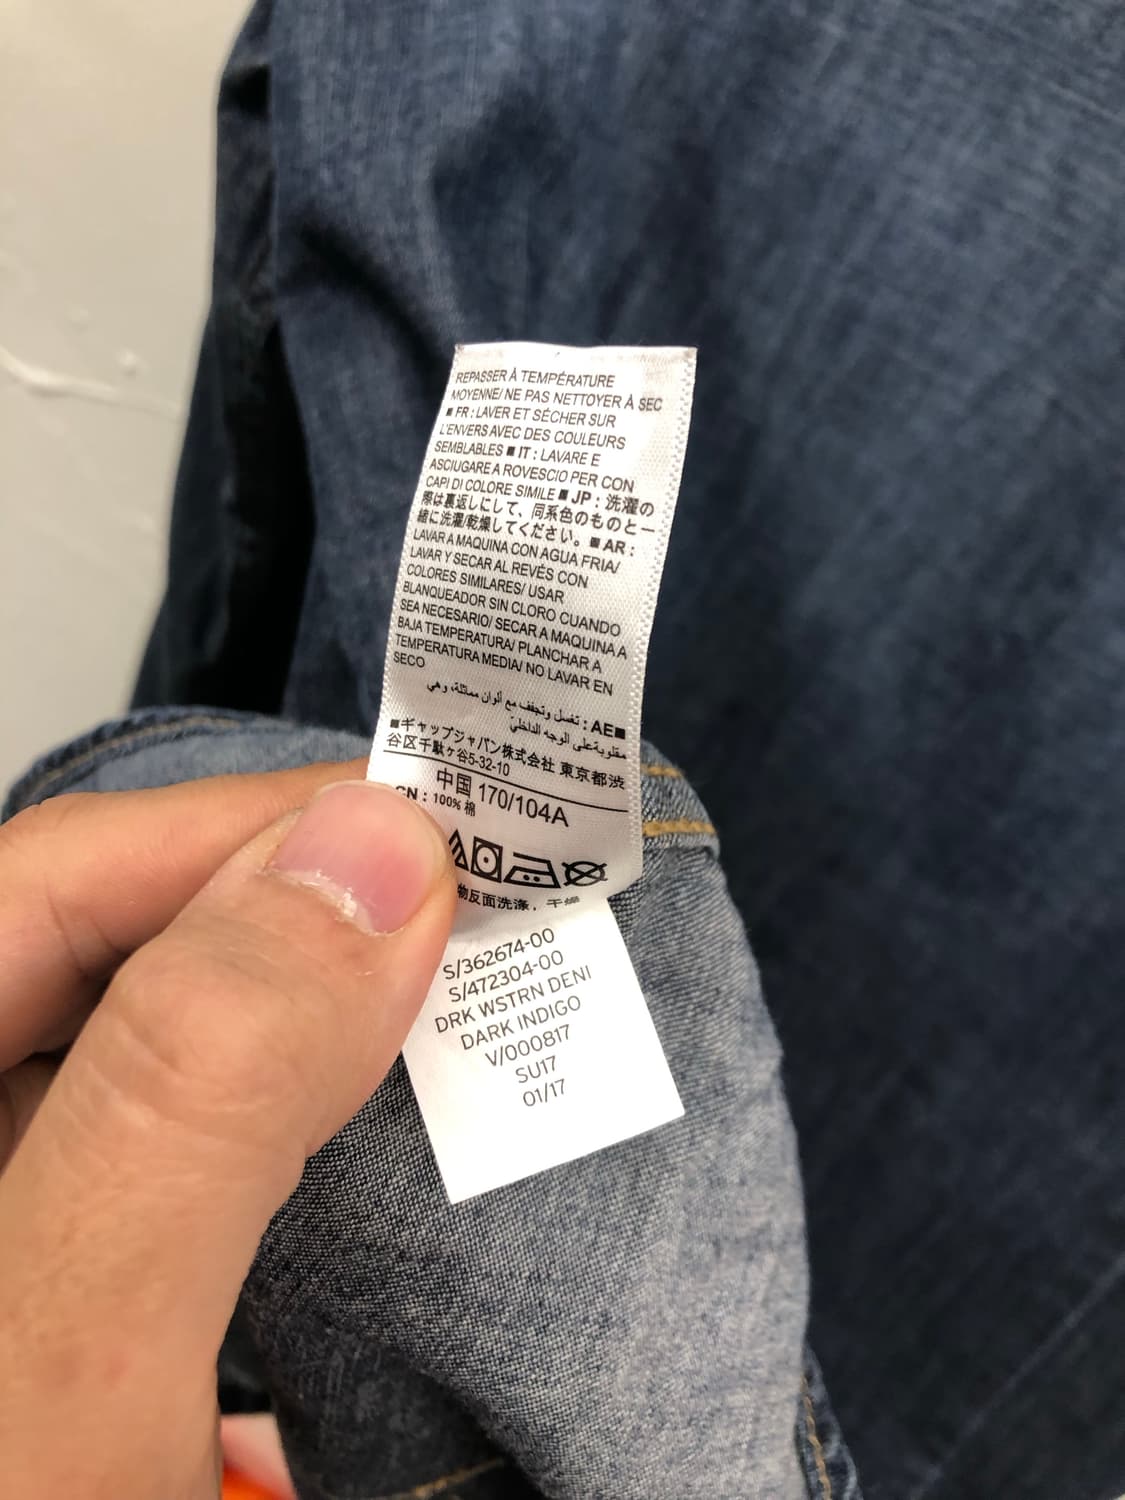 REPASSER À TEMPÉRATURE
MOYENNE/ NE PAS NETTOYER À SEC
■ FR : LAVER ET SÉCHER SUR
L'ENVERS AVEC DES COULEURS
SEMBLABLES ■ IT : LAVARE E
ASCIUGARE A ROVESCIO PER CON
CAPI DI COLORE SIMILE ■ JP : 洗濯の
際は裏返しにして、同系色のものと一
緒に洗濯/乾燥してください。■ AR :
LAVAR A MAQUINA CON AGUA FRIA/
LAVAR Y SECAR AL REVÉS CON
COLORES SIMILARES/ USAR
BLANQUEADOR SIN CLORO CUANDO
SEA NECESARIO/ SECAR A MAQUINA A
BAJA TEMPERATURA/ PLANCHAR A
TEMPERATURA MEDIA/ NO LAVAR EN
SECO
■AE : تغسل وتجفف مع ألوان مماثلة، وهي
مقلوبة على الوجه الداخليّ
■ギャップジャパン株式会社 東京都渋
谷区千駄ヶ谷5-32-10
中国 170/104A
CN : 100% 棉
物反面洗涤，干燥
S/362674-00
S/472304-00
DRK WSTRN DENI
DARK INDIGO
V/000817
SU17
01/17